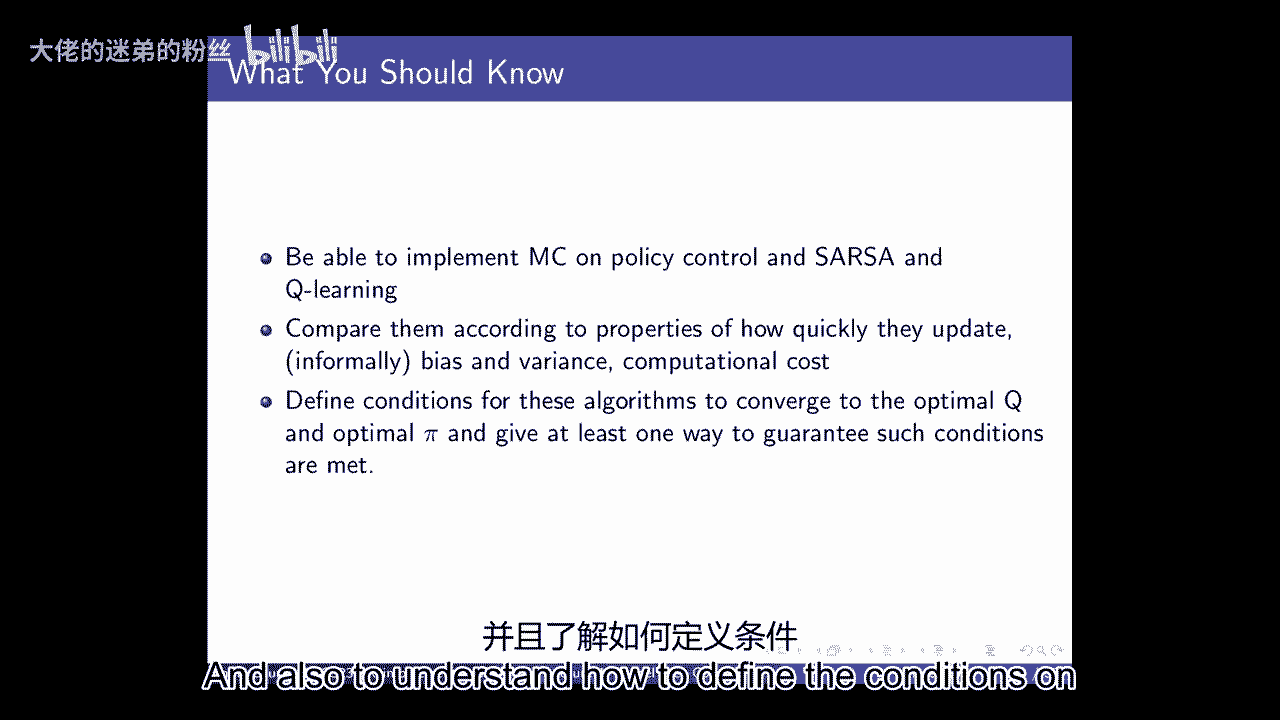 大佬的迷弟的粉丝 bilibili
What You Should Know
Be able to implement MC on policy control and SARSA and
Q-learning
Compare them according to properties of how quickly they update,
(informally) bias and variance, computational cost
Define conditions for these algorithms to converge to the optimal Q
and optimal π and give at least one way to guarantee such conditions
are met.
并且了解如何定义条件
And also to understand how to define the conditions on